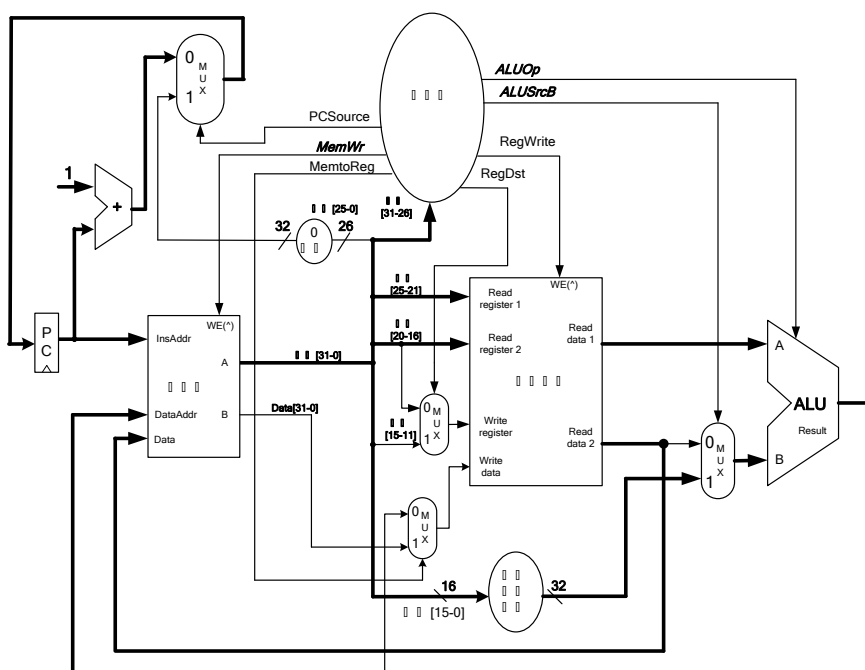 ALUOp
ALUSrcB
0
M
U
X
1
PCSource
MemWr
RegWrite
MemtoReg
RegDst
1
+
[25-0]
[31-26]
32
0
26
WE(^)
[25-21]
Read
register 1
WE(^)
P
C
InsAddr
[20-16]
Read
register 2
Read
data 1
A
A
[31-0]
DataAddr
B
Data[31-0]
0
M
U
X
1
Write
register
ALU
Data
[15-11]
Read
data 2
0
M
U
X
1
Result
B
Write
data
0
M
U
X
1
16
32
[15-0]